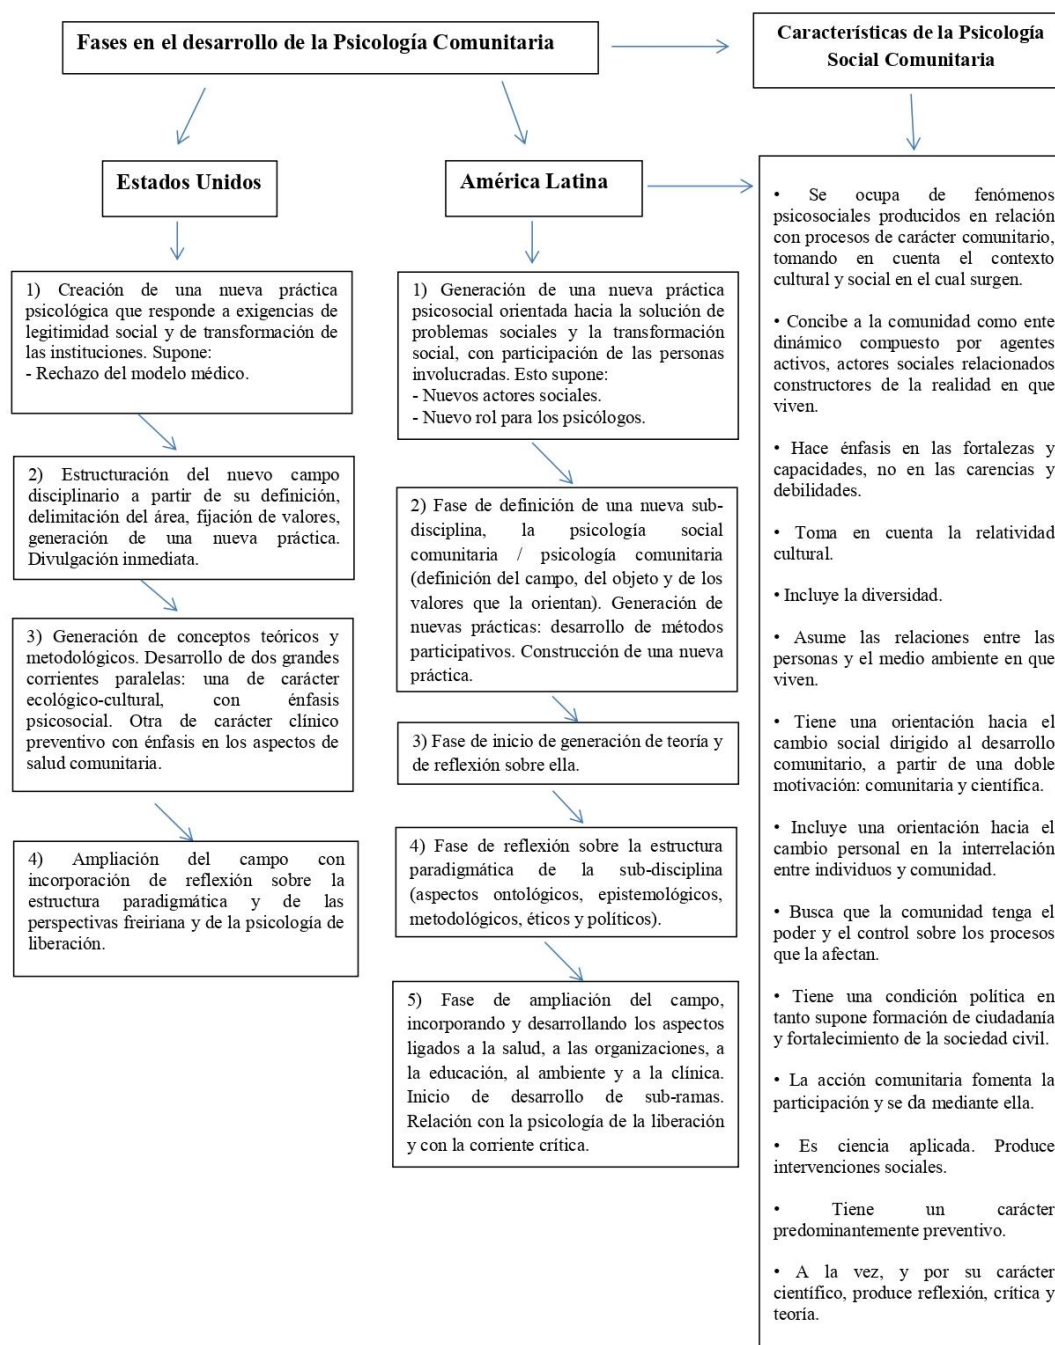 Fases en el desarrollo de la Psicología Comunitaria
Características de la Psicología
Social Comunitaria
Estados Unidos
1) Creación de una nueva práctica
psicológica que responde a exigencias de
legitimidad social y de transformación de
las instituciones. Supone:
- Rechazo del modelo médico.
2) Estructuración del nuevo campo
disciplinario a partir de su definición,
delimitación del área, fijación de valores,
generación de una nueva práctica.
Divulgación inmediata.
3) Generación de conceptos teóricos y
metodológicos. Desarrollo de dos grandes
corrientes paralelas: una de carácter
ecológico-cultural, con énfasis
psicosocial. Otra de carácter clínico
preventivo con énfasis en los aspectos de
salud comunitaria.
4) Ampliación del campo con
incorporación de reflexión sobre la
estructura paradigmática y de las
perspectivas freiriana y de la psicología de
liberación.
América Latina
1) Generación de una nueva práctica
psicosocial orientada hacia la solución de
problemas sociales y la transformación
social, con participación de las personas
involucradas. Esto supone:
- Nuevos actores sociales.
- Nuevo rol para los psicólogos.
2) Fase de definición de una nueva sub-
disciplina, la psicología social
comunitaria / psicología comunitaria
(definición del campo, del objeto y de los
valores que la orientan). Generación de
nuevas prácticas: desarrollo de métodos
participativos. Construcción de una nueva
práctica.
3) Fase de inicio de generación de teoría y
de reflexión sobre ella.
4) Fase de reflexión sobre la estructura
paradigmática de la sub-disciplina
(aspectos ontológicos, epistemológicos,
metodológicos, éticos y políticos).
5) Fase de ampliación del campo,
incorporando y desarrollando los aspectos
ligados a la salud, a las organizaciones, a
la educación, al ambiente y a la clínica.
Inicio de desarrollo de sub-ramas.
Relación con la psicología de la liberación
y con la corriente crítica.
• Se ocupa de fenómenos
psicosociales producidos en relación
con procesos de carácter comunitario,
tomando en cuenta el contexto
cultural y social en el cual surgen.
• Concibe a la comunidad como ente
dinámico compuesto por agentes
activos, actores sociales relacionados
constructores de la realidad en que
viven.
• Hace énfasis en las fortalezas y
capacidades, no en las carencias y
debilidades.
• Toma en cuenta la relatividad
cultural.
• Incluye la diversidad.
• Asume las relaciones entre las
personas y el medio ambiente en que
viven.
• Tiene una orientación hacia el
cambio social dirigido al desarrollo
comunitario, a partir de una doble
motivación: comunitaria y científica.
• Incluye una orientación hacia el
cambio personal en la interrelación
entre individuos y comunidad.
• Busca que la comunidad tenga el
poder y el control sobre los procesos
que la afectan.
• Tiene una condición política en
tanto supone formación de ciudadanía
y fortalecimiento de la sociedad civil.
• La acción comunitaria fomenta la
participación y se da mediante ella.
• Es ciencia aplicada. Produce
intervenciones sociales.
• Tiene un carácter
predominantemente preventivo.
• A la vez, y por su carácter
científico, produce reflexión, crítica y
teoría.